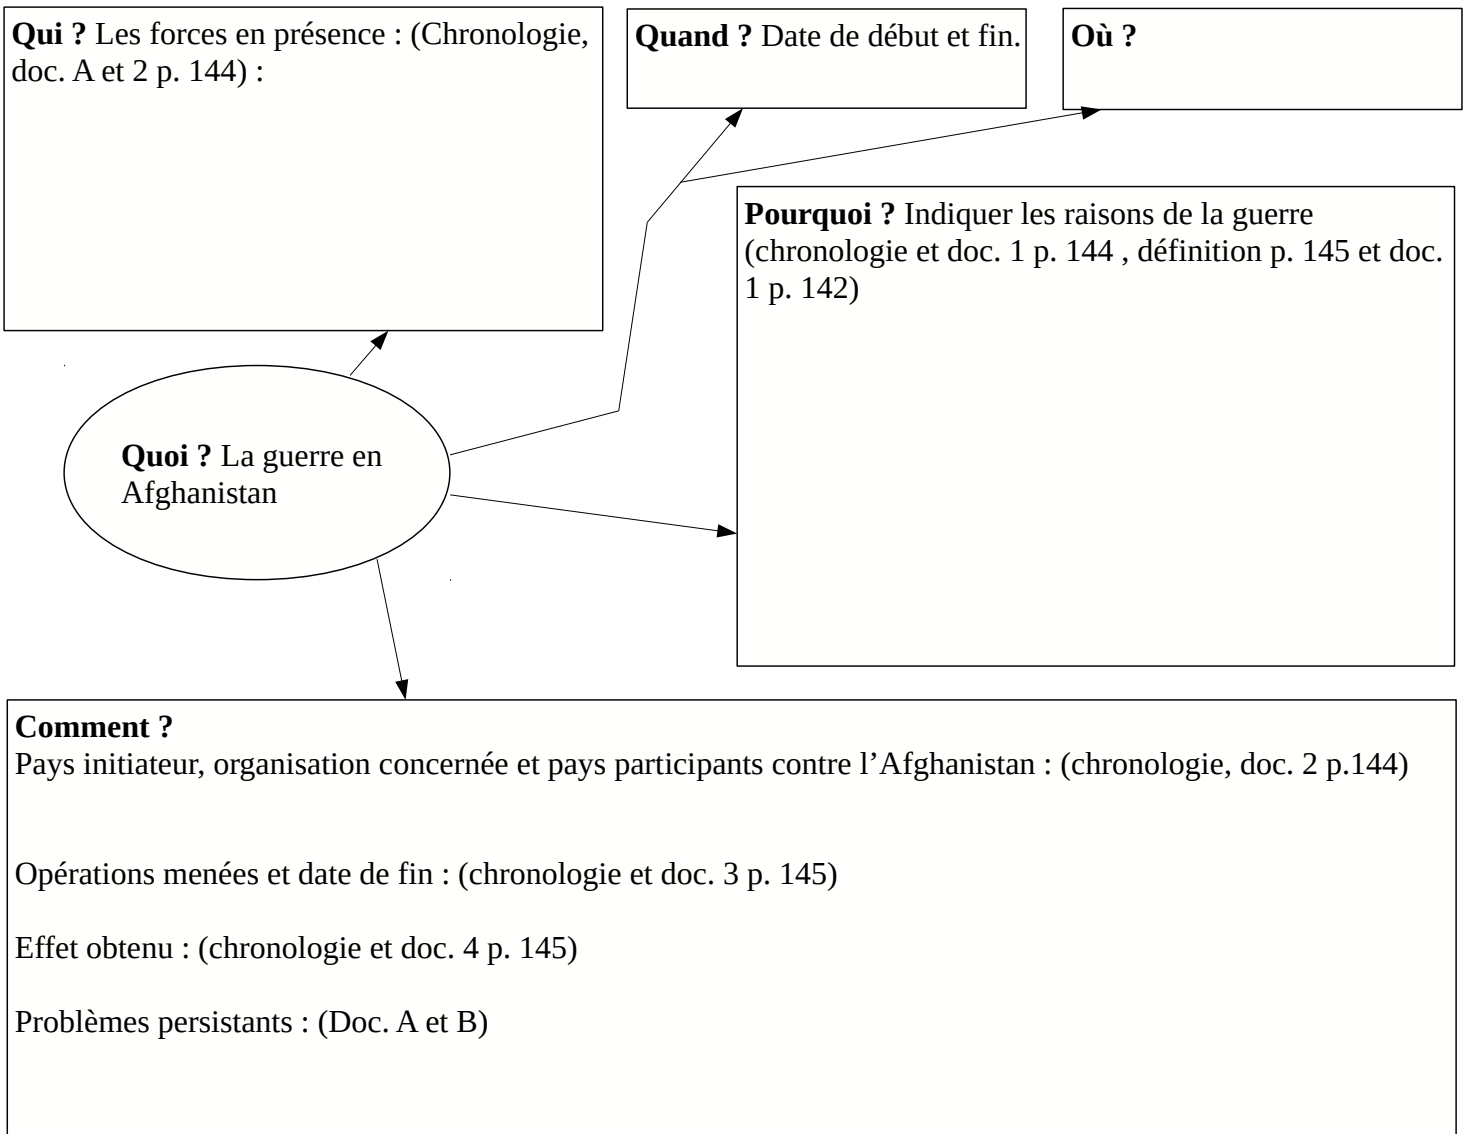 Qui ? Les forces en présence : (Chronologie,
doc. A et 2 p. 144) :
Quand ? Date de début et fin.
Où ?
Pourquoi ? Indiquer les raisons de la guerre
(chronologie et doc. 1 p. 144 , définition p. 145 et doc.
1 p. 142)
Quoi ? La guerre en
Afghanistan
Comment ?
Pays initiateur, organisation concernée et pays participants contre l’Afghanistan : (chronologie, doc. 2 p.144)
Opérations menées et date de fin : (chronologie et doc. 3 p. 145)
Effet obtenu : (chronologie et doc. 4 p. 145)
Problèmes persistants : (Doc. A et B)